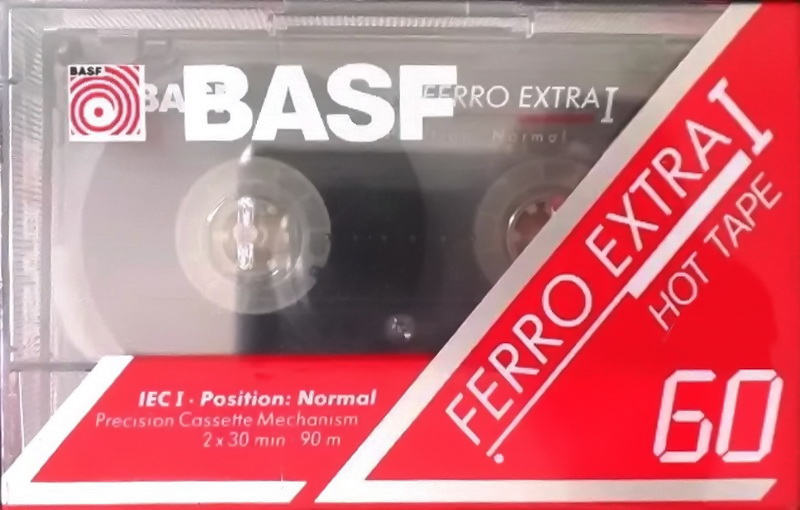 BASF
BASF
FERRO EXTRA I
Normal
FERRO EXTRA I
HOT TAPE
IEC I · Position: Normal
Precision Cassette Mechanism
2 x 30 min 90 m
60